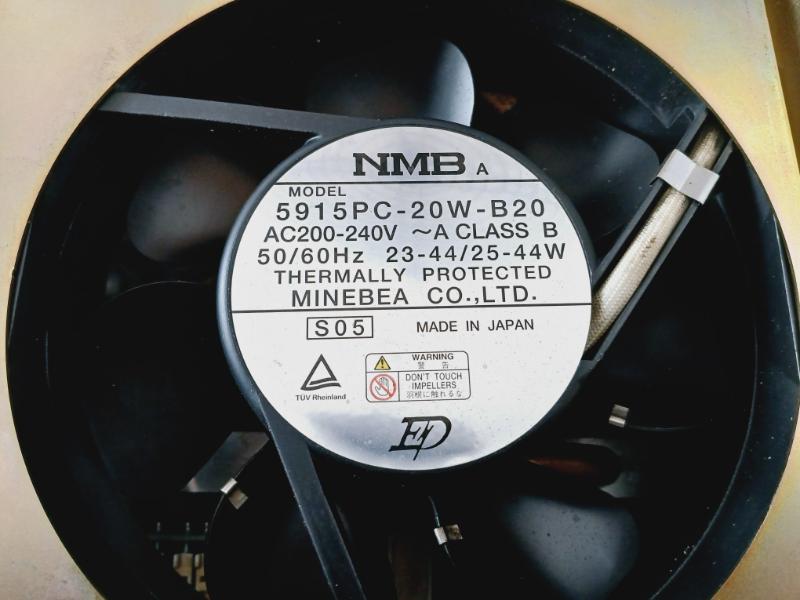 NMB A
MODEL
5915PC-20W-B20
AC200-240V ~A CLASS B
50/60Hz 23-44/25-44W
THERMALLY PROTECTED
MINEBEA CO.,LTD.
S05 MADE IN JAPAN
TÜV Rheinland
WARNING
警 告
DON'T TOUCH
IMPELLERS
羽根に触れるな